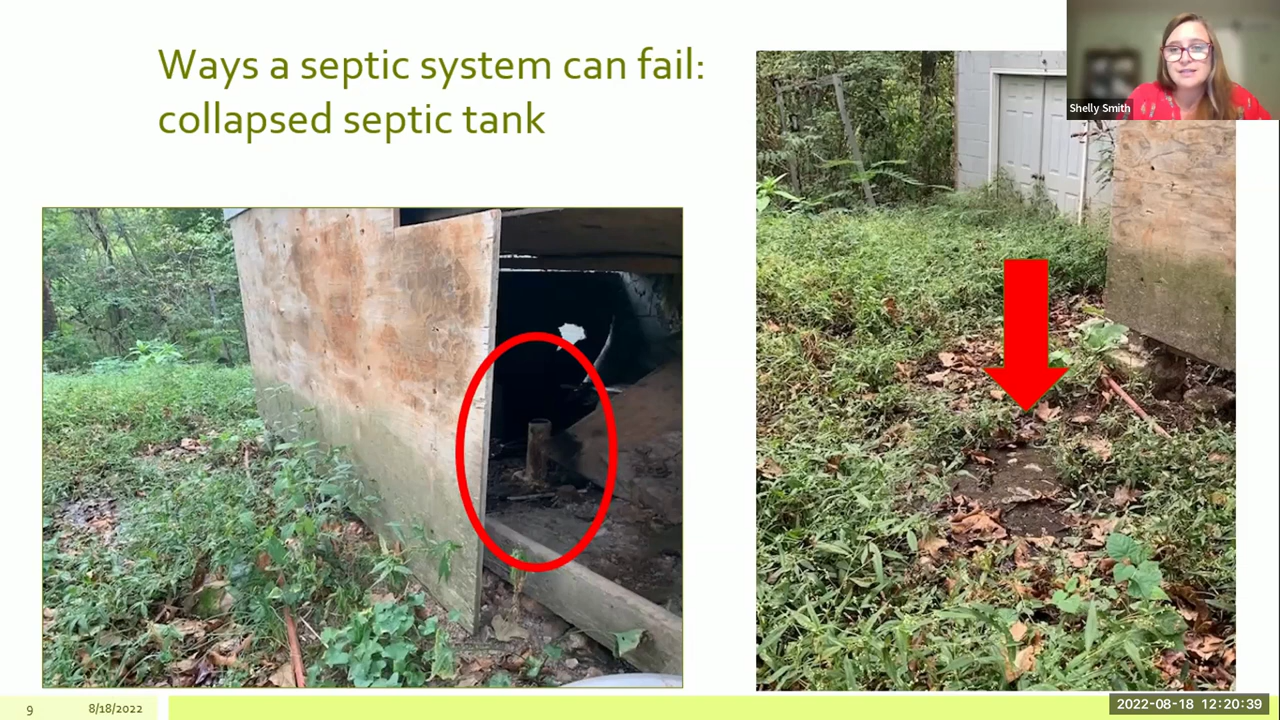 Ways a septic system can fail:
collapsed septic tank
Shelly Smith
9
8/18/2022
2022-08-18 12:20:39